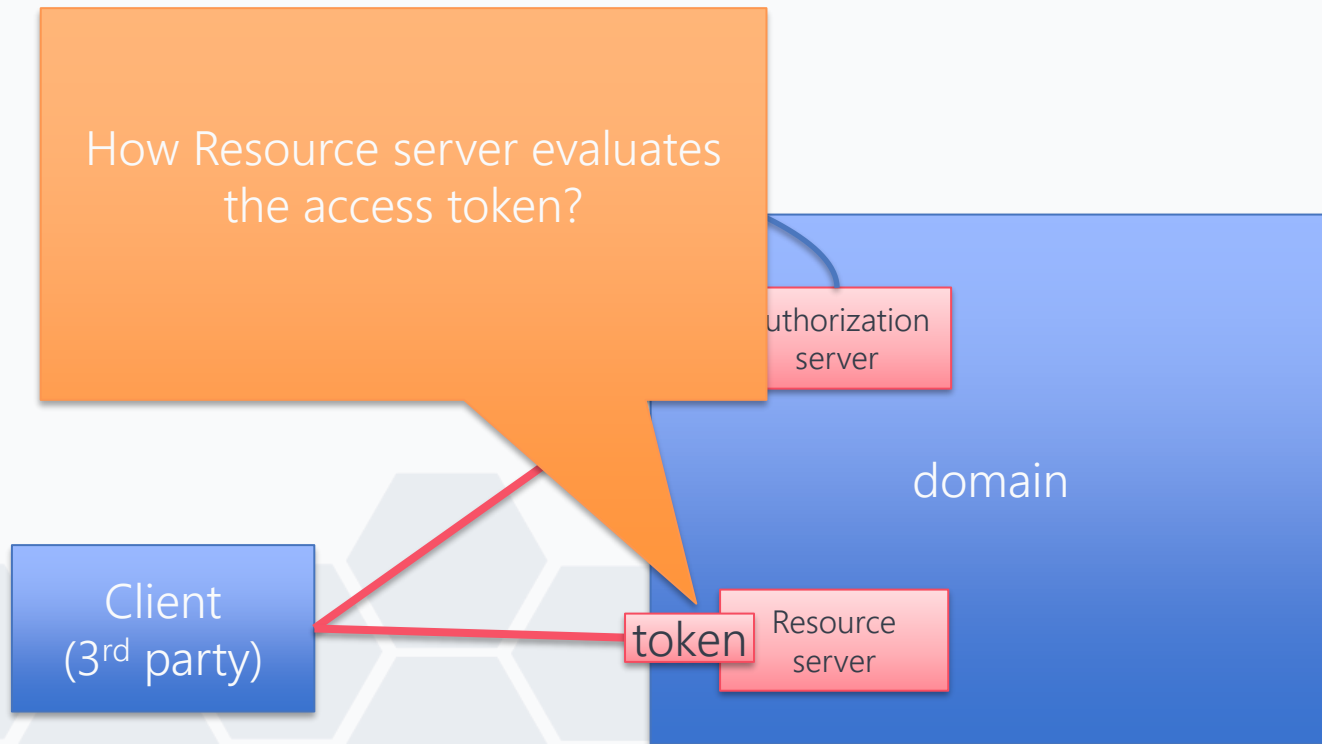 How Resource server evaluates
the access token?
uthorization
server
domain
Client
(3rd party)
token
Resource
server